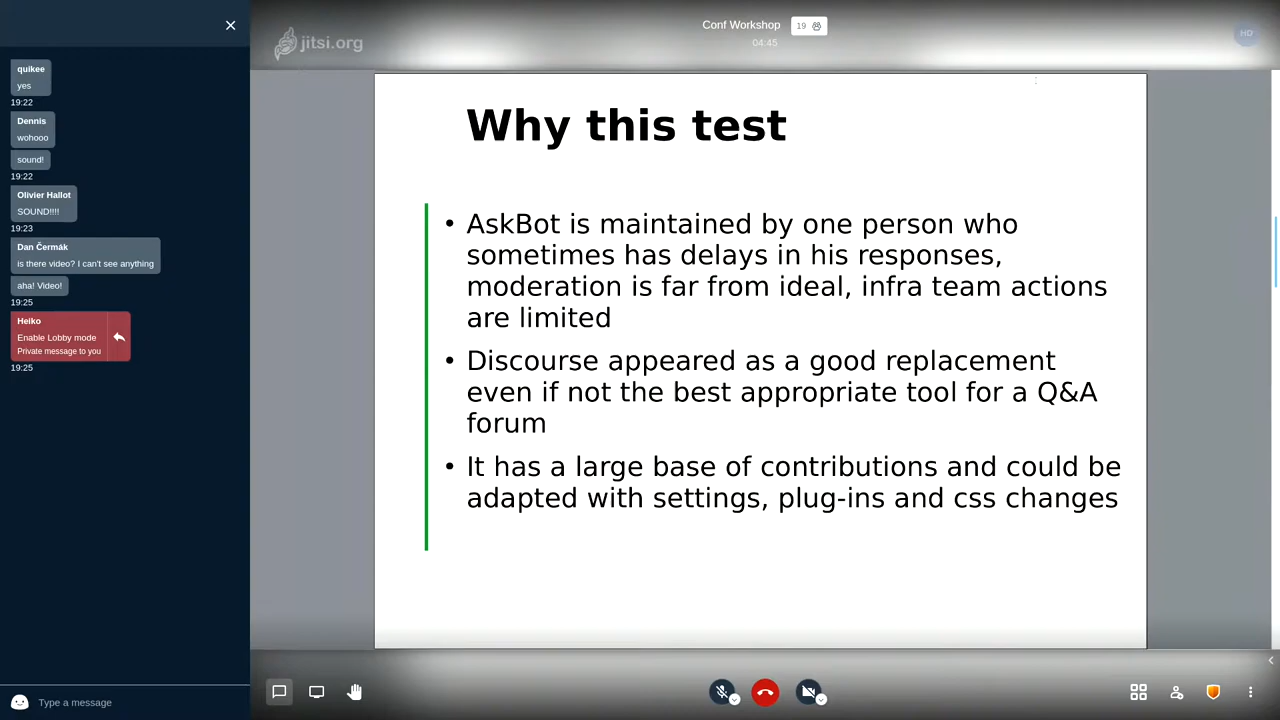 quikee
yes
19:22
Dennis
wohooo
sound!
19:22
Olivier Hallot
SOUND!!!!
19:23
Dan Čermák
is there video? I can't see anything
aha! Video!
19:25
Heiko
Enable Lobby mode
Private message to you
19:25
Type a message
jitsi.org
Conf Workshop
19
04:45
HD
Why this test
• AskBot is maintained by one person who
sometimes has delays in his responses,
moderation is far from ideal, infra team actions
are limited
• Discourse appeared as a good replacement
even if not the best appropriate tool for a Q&A
forum
• It has a large base of contributions and could be
adapted with settings, plug-ins and css changes